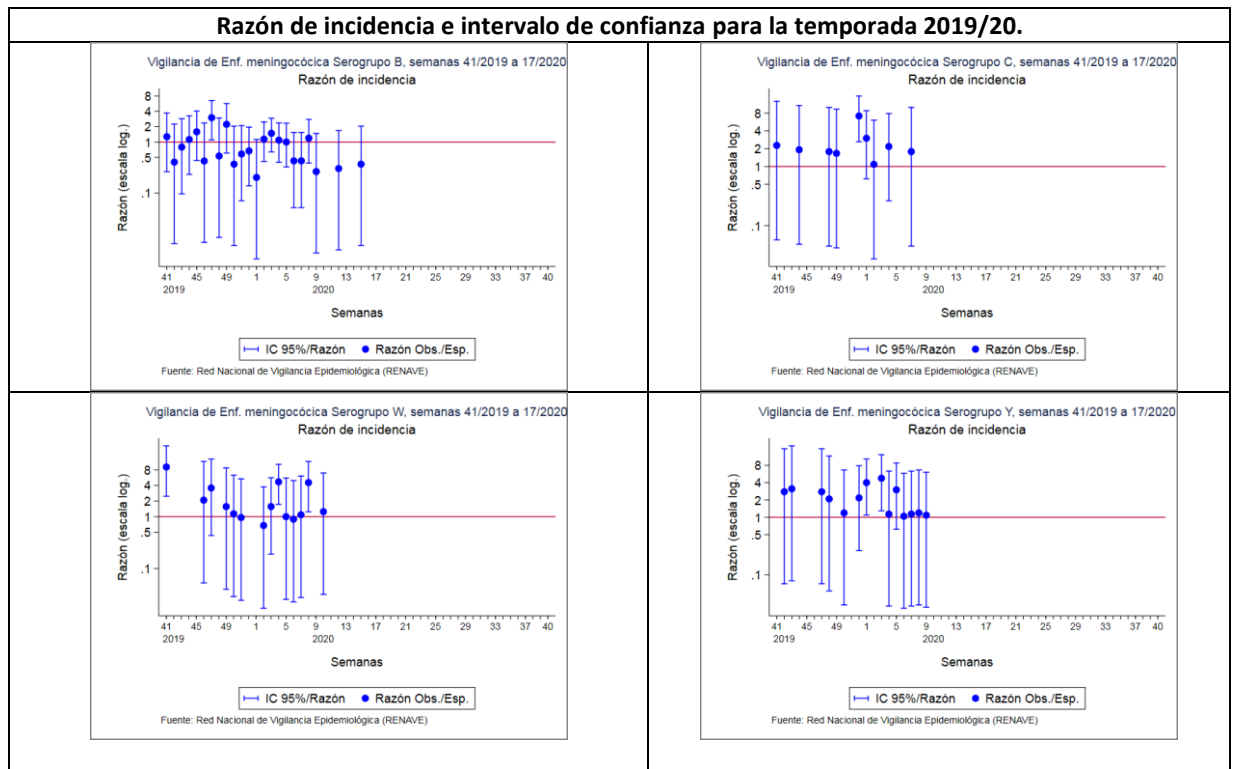 Razón de incidencia e intervalo de confianza para la temporada 2019/20.
Vigilancia de Enf. meningocócica Serogrupo B, semanas 41/2019 a 17/2020
Razón de incidencia
Razón (escala log.)
8
4
2
1
.5
.1
41 45 49 1 5 9 13 17 21 25 29 33 37 40
2019 2020
Semanas
IC 95%/Razón Razón Obs./Esp.
Fuente: Red Nacional de Vigilancia Epidemiológica (RENAVE)
Vigilancia de Enf. meningocócica Serogrupo C, semanas 41/2019 a 17/2020
Razón de incidencia
Razón (escala log.)
8
4
2
1
.5
.1
41 45 49 1 5 9 13 17 21 25 29 33 37 40
2019 2020
Semanas
IC 95%/Razón Razón Obs./Esp.
Fuente: Red Nacional de Vigilancia Epidemiológica (RENAVE)
Vigilancia de Enf. meningocócica Serogrupo W, semanas 41/2019 a 17/2020
Razón de incidencia
Razón (escala log.)
8
4
2
1
.5
.1
41 45 49 1 5 9 13 17 21 25 29 33 37 40
2019 2020
Semanas
IC 95%/Razón Razón Obs./Esp.
Fuente: Red Nacional de Vigilancia Epidemiológica (RENAVE)
Vigilancia de Enf. meningocócica Serogrupo Y, semanas 41/2019 a 17/2020
Razón de incidencia
Razón (escala log.)
8
4
2
1
.5
.1
41 45 49 1 5 9 13 17 21 25 29 33 37 40
2019 2020
Semanas
IC 95%/Razón Razón Obs./Esp.
Fuente: Red Nacional de Vigilancia Epidemiológica (RENAVE)